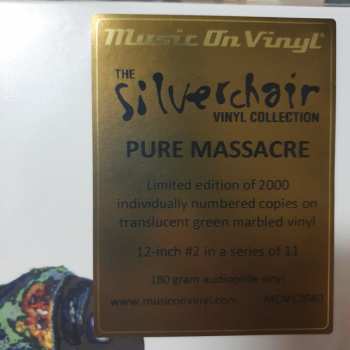 Music On Vinyl®
THE
silverchair
VINYL COLLECTION
PURE MASSACRE
Limited edition of 2000
individually numbered copies on
translucent green marbled vinyl
12-inch #2 in a series of 11
180 gram audiophile vinyl
www.musiconvinyl.com